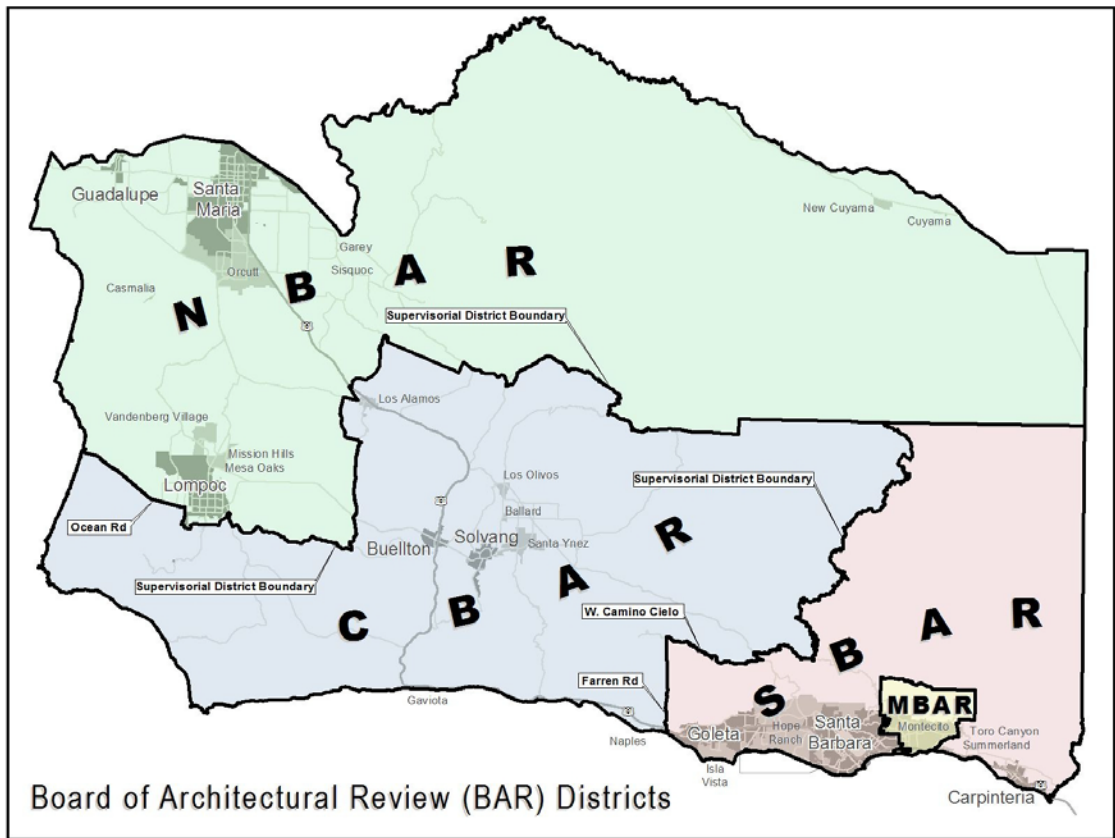 Guadalupe
Santa
Maria
Orcutt
Garey
Sisquoc
Casmalia
New Cuyama
Cuyama
NBAR
Supervisorial District Boundary
Los Alamos
Vandenberg Village
Mission Hills
Mesa Oaks
Lompoc
Los Olivos
Supervisorial District Boundary
Ocean Rd
Ballard
Buellton
Solvang
Santa Ynez
Supervisorial District Boundary
CBAR
W. Camino Cielo
SBAR
Farren Rd
MBAR
Montecito
Gaviota
Naples
Goleta
Hope
Ranch
Santa
Barbara
Toro Canyon
Summerland
Isla
Vista
Carpinteria
Board of Architectural Review (BAR) Districts